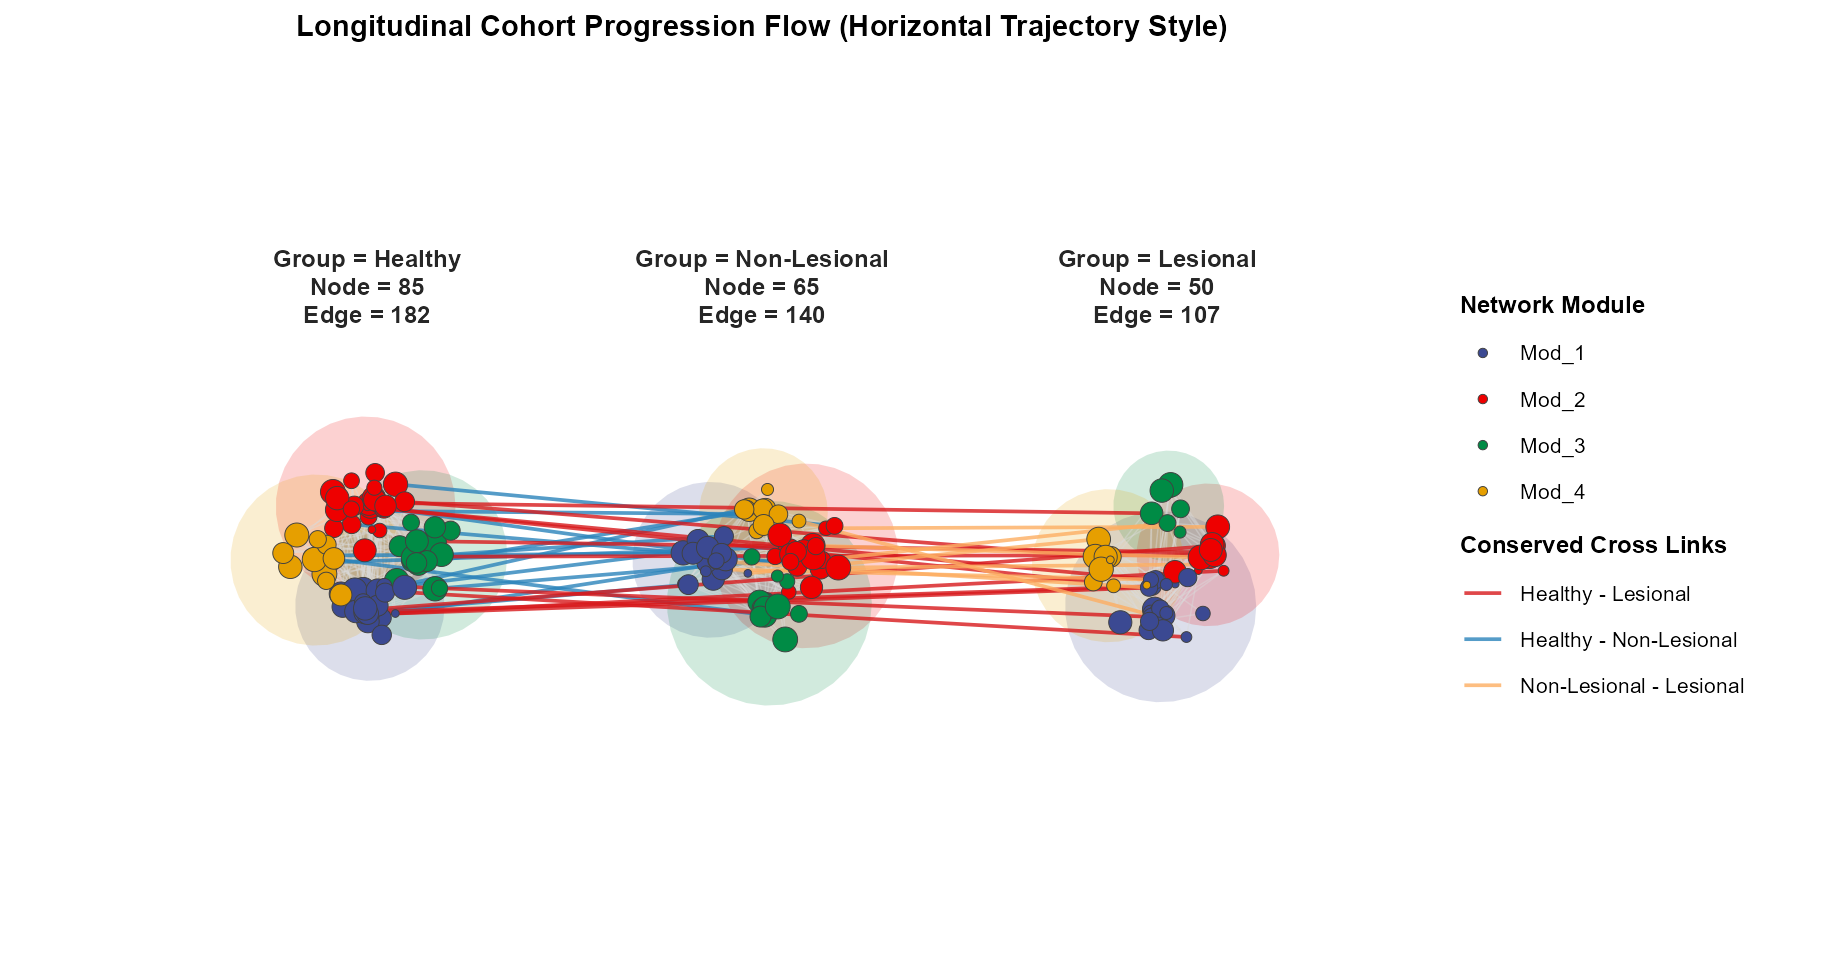 Longitudinal Cohort Progression Flow (Horizontal Trajectory Style)
Group = Healthy
Node = 85
Edge = 182
Group = Non-Lesional
Node = 65
Edge = 140
Group = Lesional
Node = 50
Edge = 107
Network Module
Mod_1
Mod_2
Mod_3
Mod_4
Conserved Cross Links
Healthy - Lesional
Healthy - Non-Lesional
Non-Lesional - Lesional